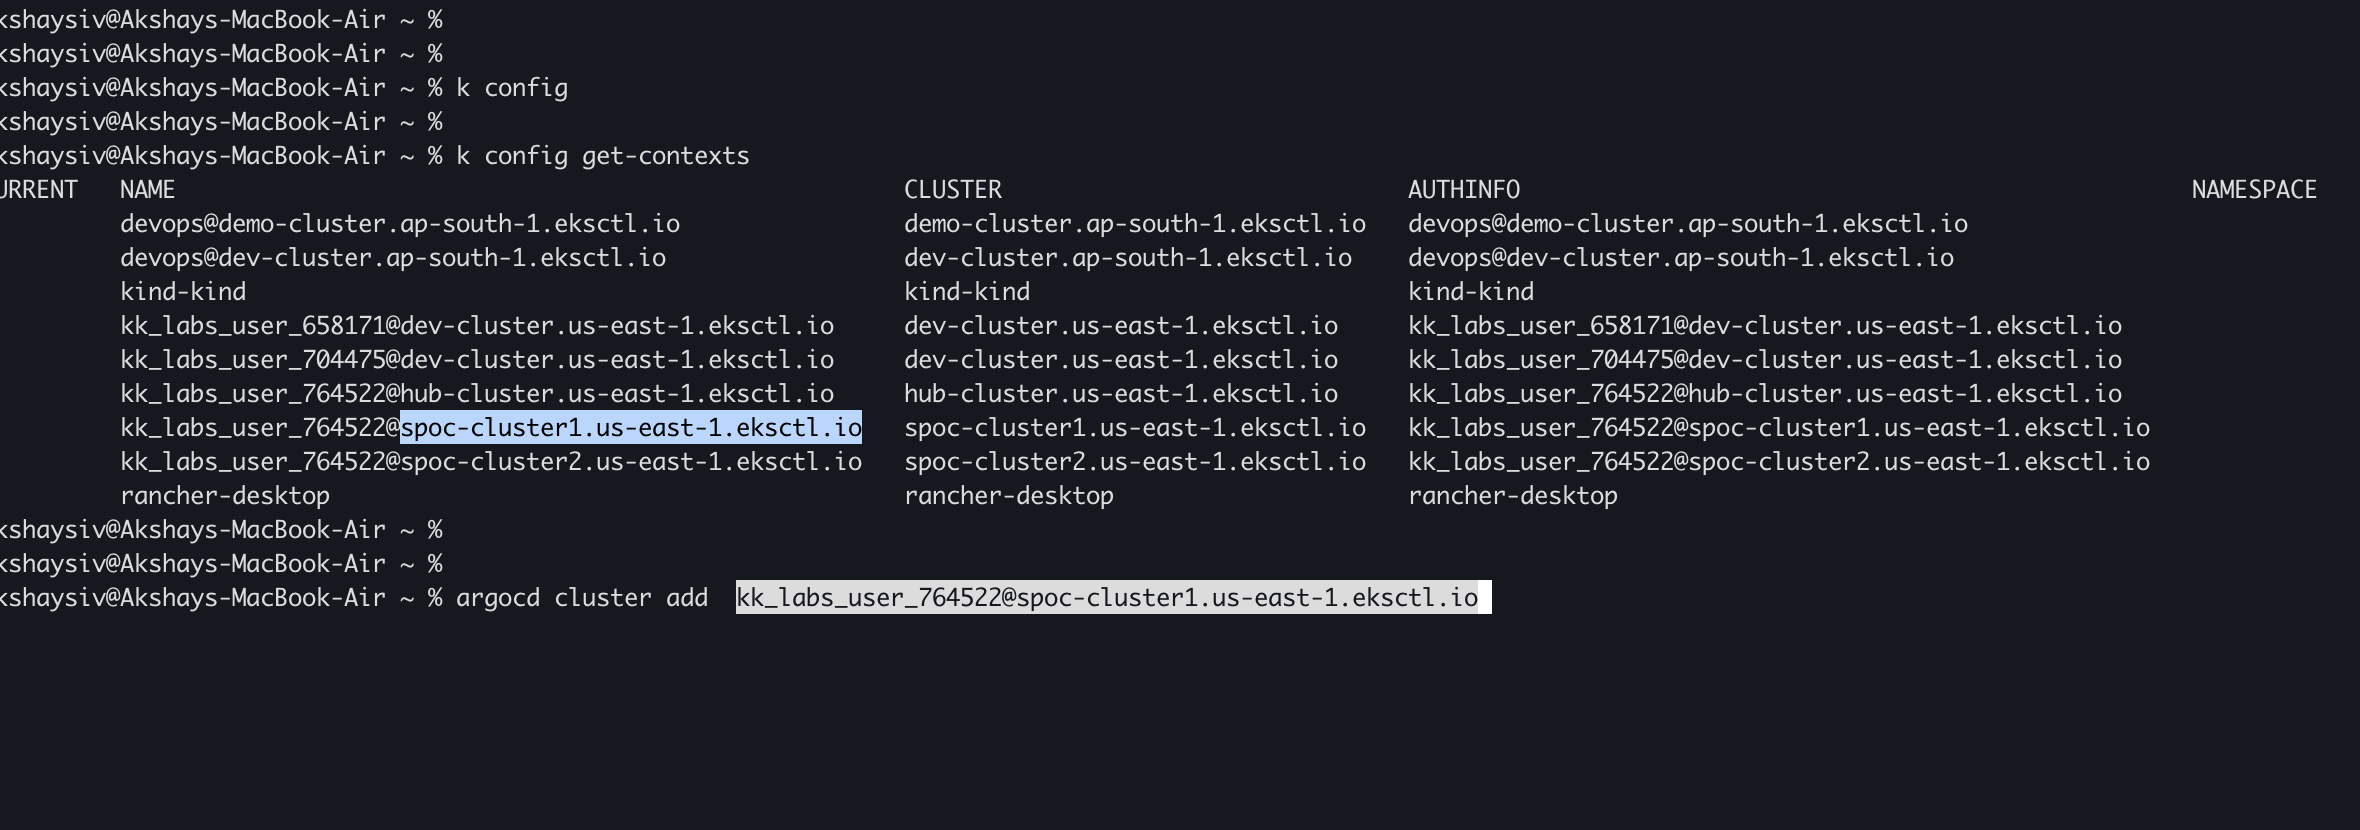 kshaysiv@Akshays-MacBook-Air ~ %
kshaysiv@Akshays-MacBook-Air ~ %
kshaysiv@Akshays-MacBook-Air ~ % k config
kshaysiv@Akshays-MacBook-Air ~ %
kshaysiv@Akshays-MacBook-Air ~ % k config get-contexts
URRENT NAME CLUSTER AUTHINFO NAMESPACE
devops@demo-cluster.ap-south-1.eksctl.io demo-cluster.ap-south-1.eksctl.io devops@demo-cluster.ap-south-1.eksctl.io
devops@dev-cluster.ap-south-1.eksctl.io dev-cluster.ap-south-1.eksctl.io devops@dev-cluster.ap-south-1.eksctl.io
kind-kind kind-kind kind-kind
kk_labs_user_658171@dev-cluster.us-east-1.eksctl.io dev-cluster.us-east-1.eksctl.io kk_labs_user_658171@dev-cluster.us-east-1.eksctl.io
kk_labs_user_704475@dev-cluster.us-east-1.eksctl.io dev-cluster.us-east-1.eksctl.io kk_labs_user_704475@dev-cluster.us-east-1.eksctl.io
kk_labs_user_764522@hub-cluster.us-east-1.eksctl.io hub-cluster.us-east-1.eksctl.io kk_labs_user_764522@hub-cluster.us-east-1.eksctl.io
kk_labs_user_764522@spoc-cluster1.us-east-1.eksctl.io spoc-cluster1.us-east-1.eksctl.io kk_labs_user_764522@spoc-cluster1.us-east-1.eksctl.io
kk_labs_user_764522@spoc-cluster2.us-east-1.eksctl.io spoc-cluster2.us-east-1.eksctl.io kk_labs_user_764522@spoc-cluster2.us-east-1.eksctl.io
rancher-desktop rancher-desktop rancher-desktop
kshaysiv@Akshays-MacBook-Air ~ %
kshaysiv@Akshays-MacBook-Air ~ %
kshaysiv@Akshays-MacBook-Air ~ % argocd cluster add kk_labs_user_764522@spoc-cluster1.us-east-1.eksctl.io